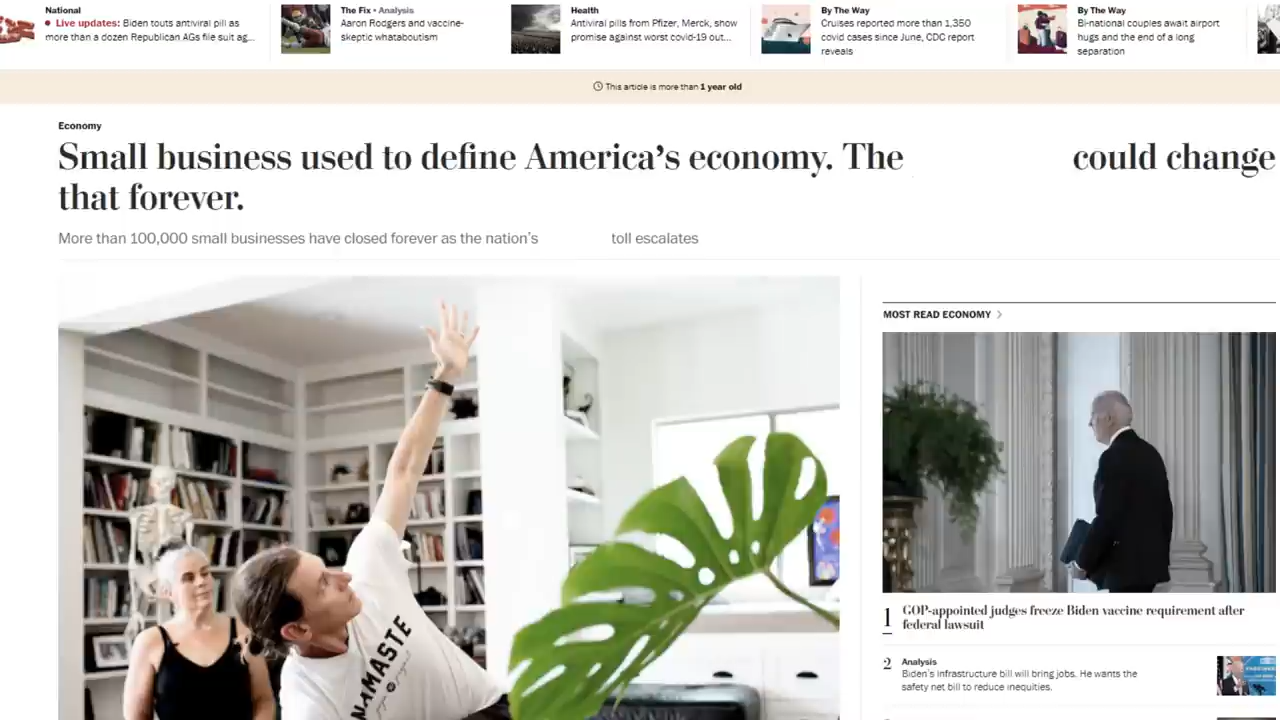 National
Live updates: Biden touts antiviral pill as
more than a dozen Republican AGs file suit ag...
The Fix • Analysis
Aaron Rodgers and vaccine-
skeptic whataboutism
Health
Antiviral pills from Pfizer, Merck, show
promise against worst covid-19 out...
By The Way
Cruises reported more than 1,350
covid cases since June, CDC report
reveals
By The Way
Bi-national couples await airport
hugs and the end of a long
separation
This article is more than 1 year old
Economy
Small business used to define America's economy. The could change
that forever.
More than 100,000 small businesses have closed forever as the nation's toll escalates
NAMASTE
MOST READ ECONOMY >
1 GOP-appointed judges freeze Biden vaccine requirement after
federal lawsuit
2 Analysis
Biden's infrastructure bill will bring jobs. He wants the
safety net bill to reduce inequities.